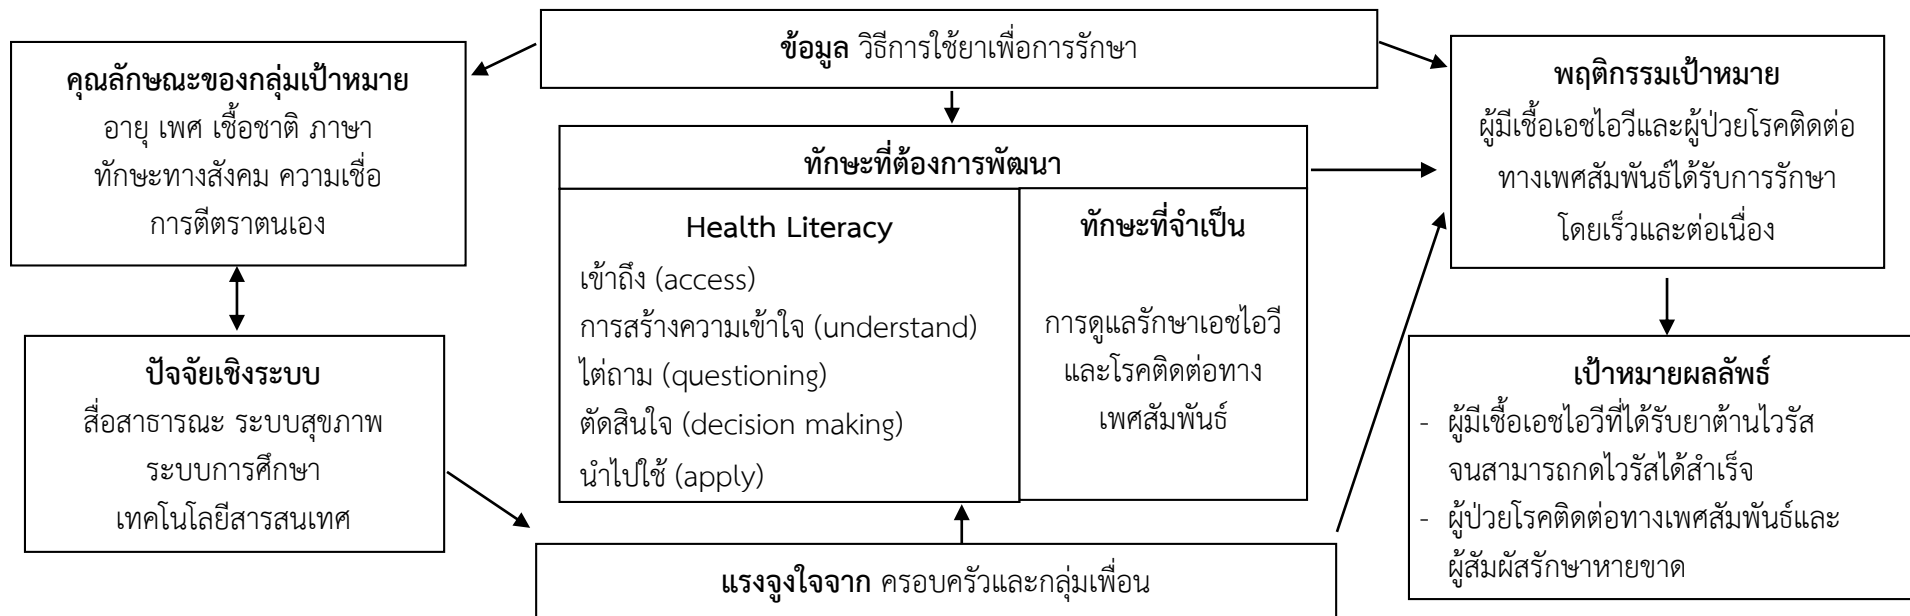 ข้อมูล วิธีการใช้ยาเพื่อการรักษา
คุณลักษณะของกลุ่มเป้าหมาย
อายุ เพศ เชื้อชาติ ภาษา
ทักษะทางสังคม ความเชื่อ
การตีตราตนเอง
ปัจจัยเชิงระบบ
สื่อสาธารณะ ระบบสุขภาพ
ระบบการศึกษา
เทคโนโลยีสารสนเทศ
ทักษะที่ต้องการพัฒนา
Health Literacy
เข้าถึง (access)
การสร้างความเข้าใจ (understand)
ไต่ถาม (questioning)
ตัดสินใจ (decision making)
นำไปใช้ (apply)
ทักษะที่จำเป็น
การดูแลรักษาเอชไอวี
และโรคติดต่อทาง
เพศสัมพันธ์
แรงจูงใจจาก ครอบครัวและกลุ่มเพื่อน
พฤติกรรมเป้าหมาย
ผู้มีเชื้อเอชไอวีและผู้ป่วยโรคติดต่อ
ทางเพศสัมพันธ์ได้รับการรักษา
โดยเร็วและต่อเนื่อง
เป้าหมายผลลัพธ์
- ผู้มีเชื้อเอชไอวีที่ได้รับยาต้านไวรัส
จนสามารถกดไวรัสได้สำเร็จ
- ผู้ป่วยโรคติดต่อทางเพศสัมพันธ์และ
ผู้สัมผัสรักษาหายขาด